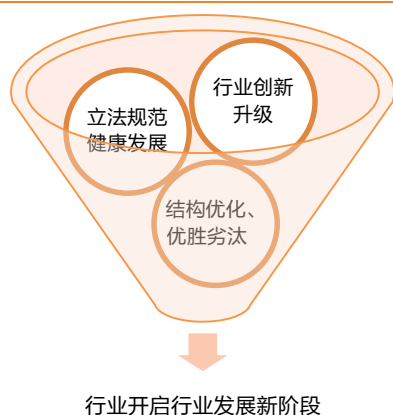 立法规范
健康发展
行业创新
升级
结构优化、
优胜劣汰
行业开启行业发展新阶段